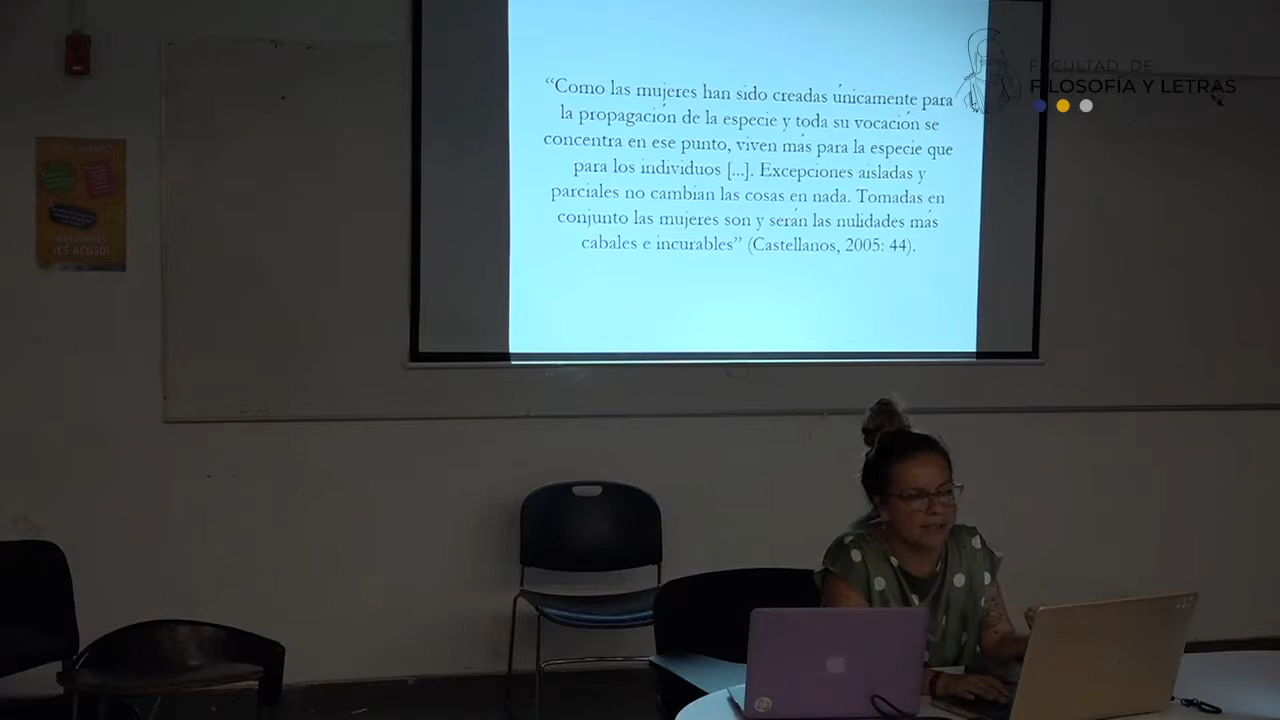 “Como las mujeres han sido creadas únicamente para
la propagación de la especie y toda su vocación se
concentra en ese punto, viven más para la especie que
para los individuos [...]. Excepciones aisladas y
parciales no cambian las cosas en nada. Tomadas en
conjunto las mujeres son y serán las nulidades más
cabales e incurables” (Castellanos, 2005: 44).
FACULTAD DE
FILOSOFÍA Y LETRAS
¡ES ACOSO!